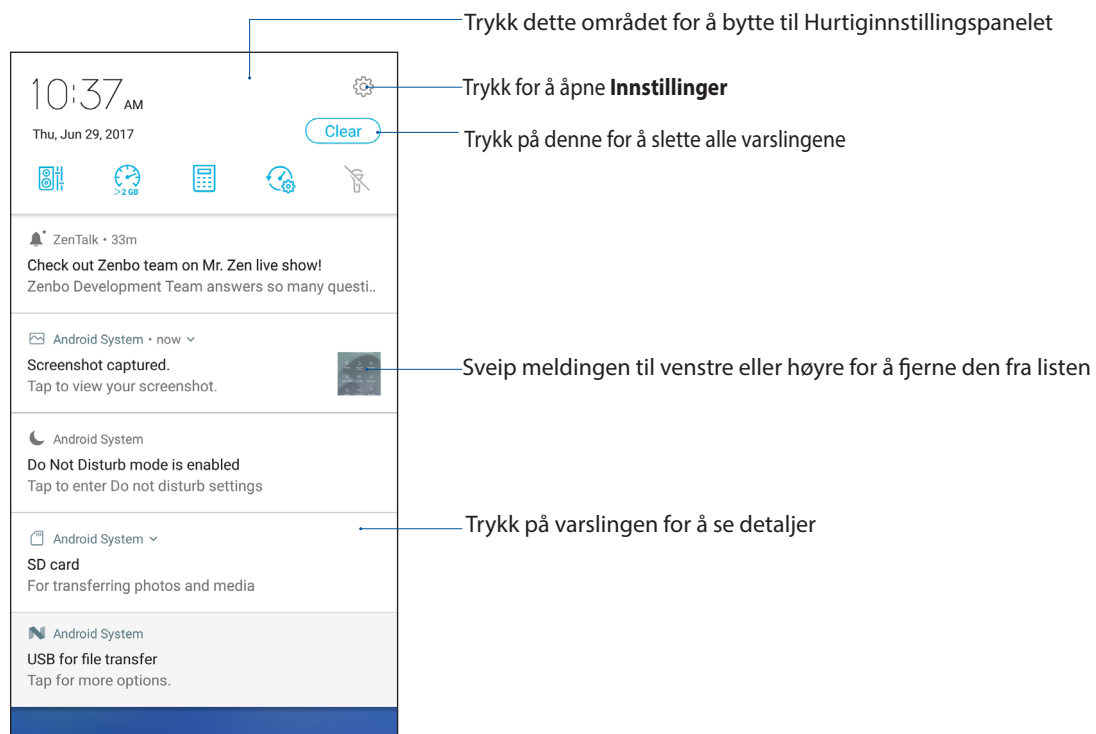 Trykk dette området for å bytte til Hurtiginnstillingspanelet
10:37 AM
Trykk for å åpne Innstillinger
Thu, Jun 29, 2017
Clear
Trykk på denne for å slette alle varslingene
>2 GB
ZenTalk • 33m
Check out Zenbo team on Mr. Zen live show!
Zenbo Development Team answers so many questi..
Android System • now
Screenshot captured.
Tap to view your screenshot.
Sveip meldingen til venstre eller høyre for å fjerne den fra listen
Android System
Do Not Disturb mode is enabled
Tap to enter Do not disturb settings
Trykk på varslingen for å se detaljer
Android System
SD card
For transferring photos and media
Android System
USB for file transfer
Tap for more options.